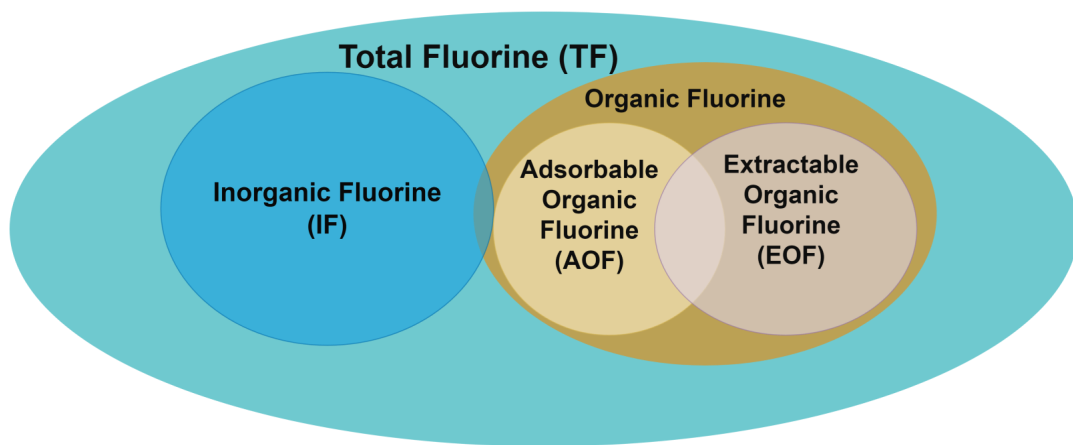 Total Fluorine (TF)
Organic Fluorine
Inorganic Fluorine
(IF)
Adsorbable
Organic
Fluorine
(AOF)
Extractable
Organic
Fluorine
(EOF)